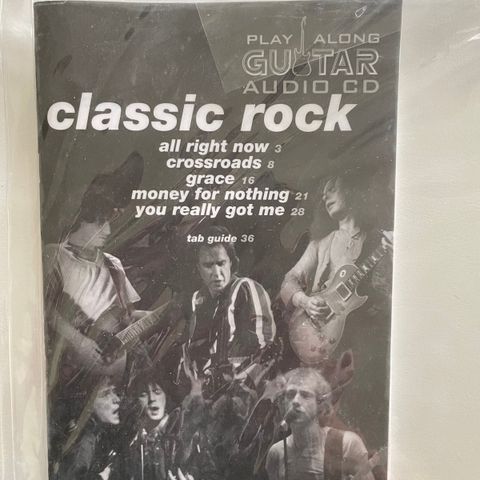 PLAY ALONG
GUITAR
AUDIO CD
classic rock
all right now 3
crossroads 8
grace 16
money for nothing 21
you really got me 28
tab guide 36